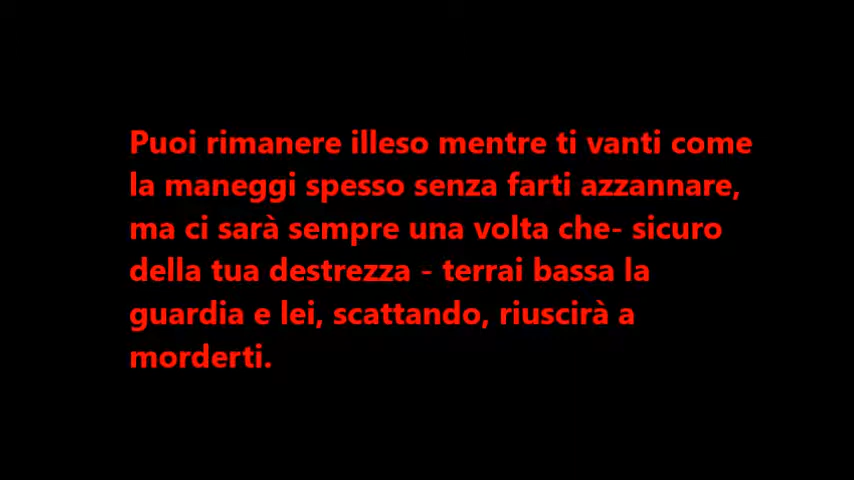 Puoi rimanere illeso mentre ti vanti come
la maneggi spesso senza farti azzannare,
ma ci sarà sempre una volta che- sicuro
della tua destrezza - terrai bassa la
guardia e lei, scattando, riuscirà a
morderti.